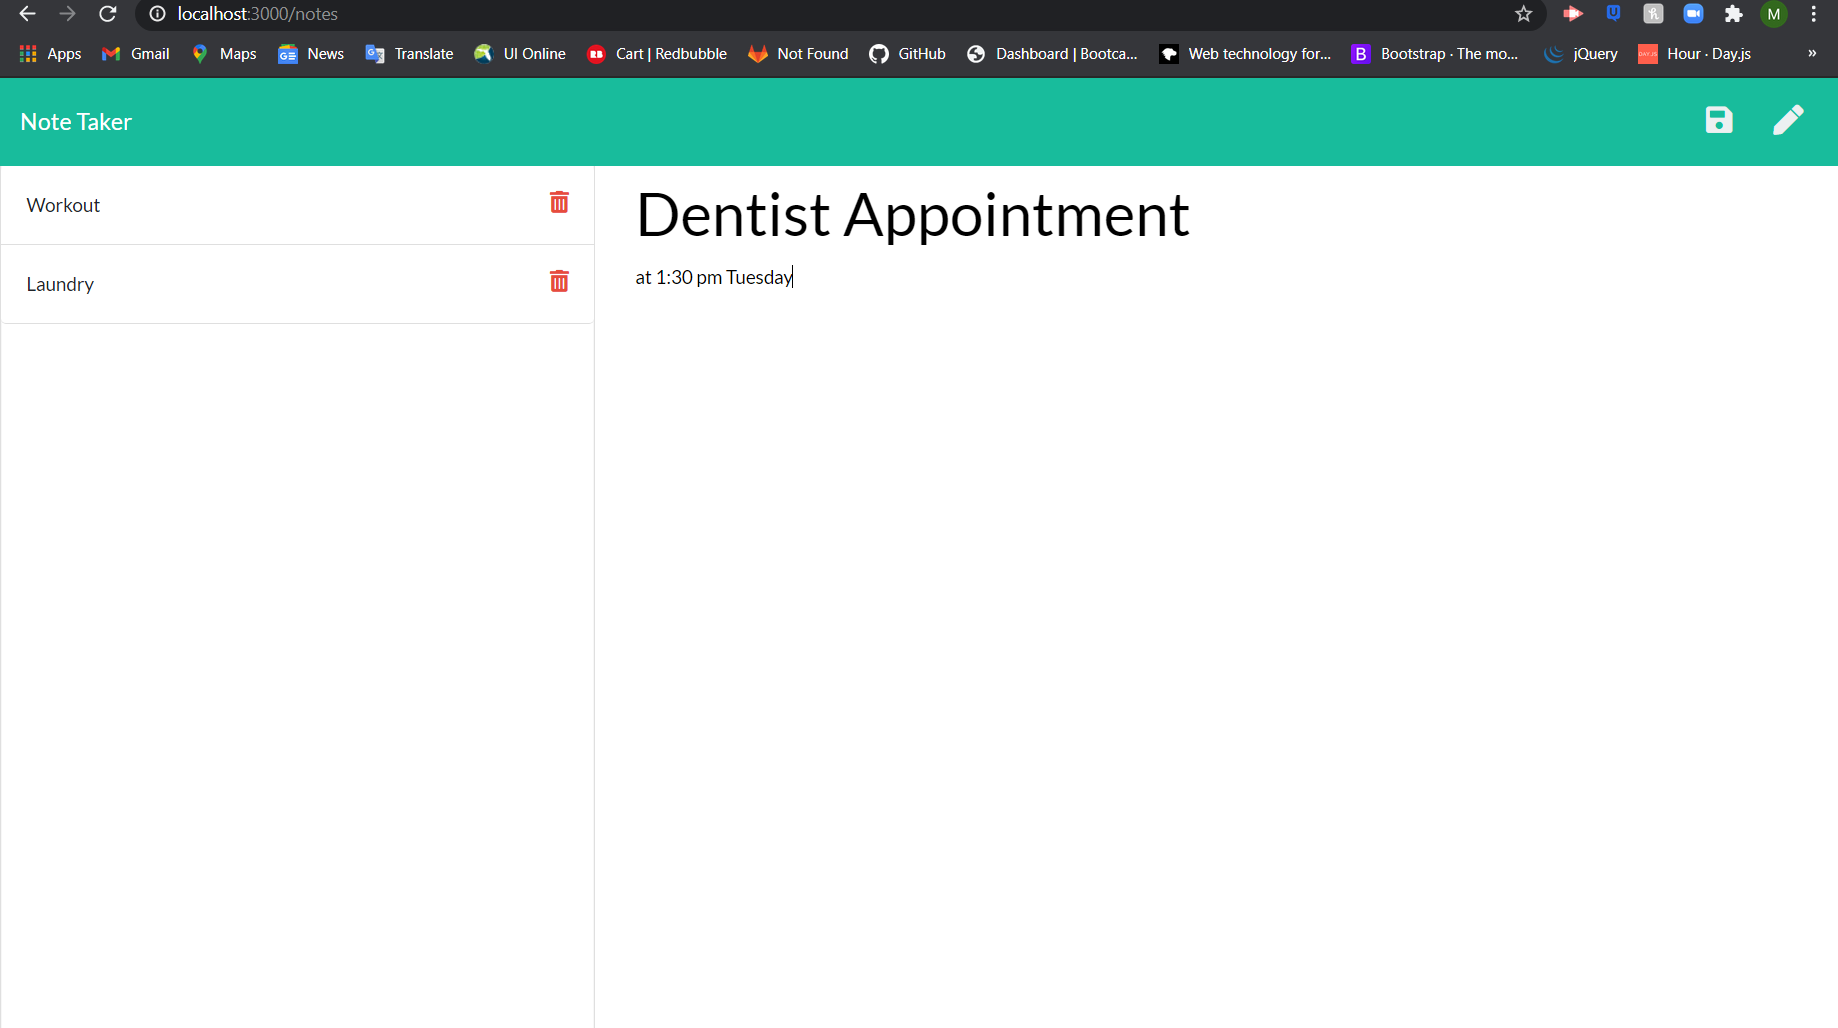 localhost:3000/notes
M
Apps Gmail Maps News Translate UI Online Cart | Redbubble Not Found GitHub Dashboard | Bootca... Web technology for... Bootstrap · The mo... jQuery Hour · Day.js »
Note Taker
Workout
Laundry
Dentist Appointment
at 1:30 pm Tuesday